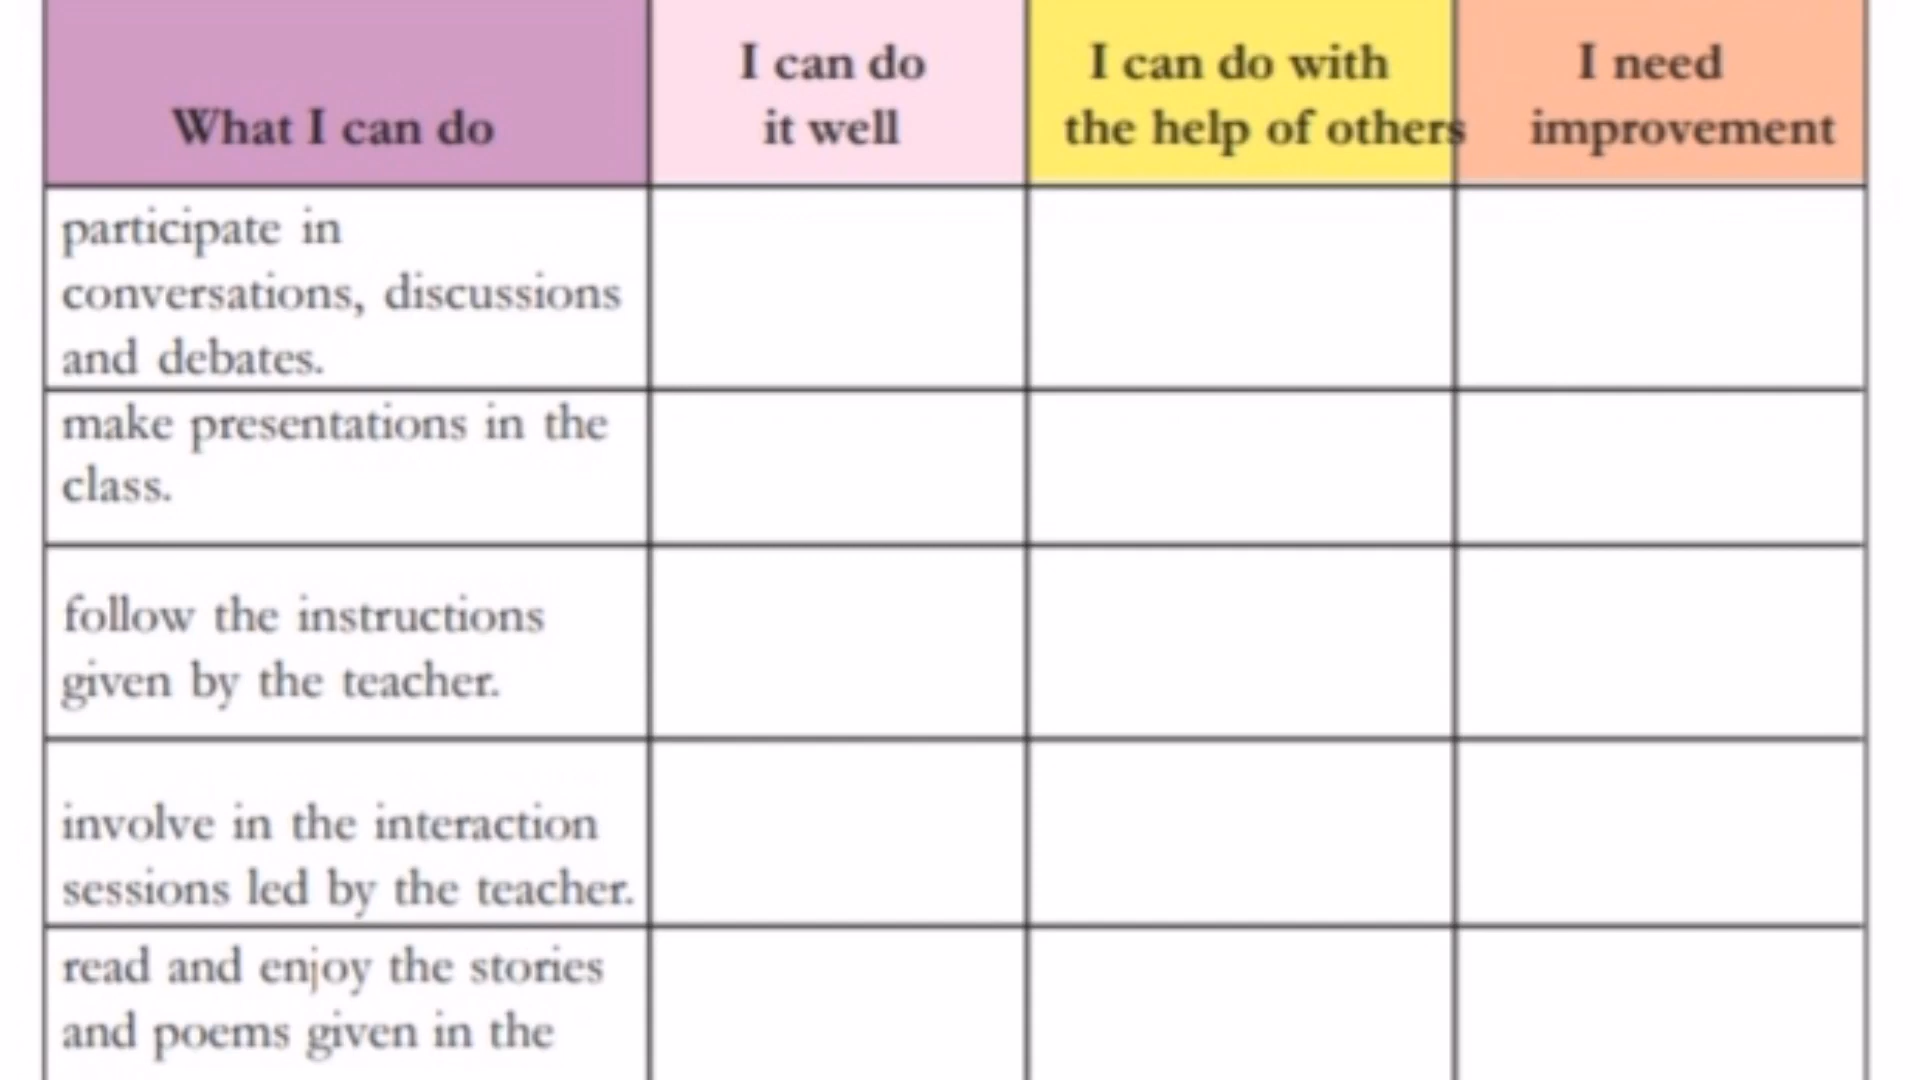 What I can do
I can do
it well
I can do with
the help of others
I need
improvement
participate in
conversations, discussions
and debates.
make presentations in the
class.
follow the instructions
given by the teacher.
involve in the interaction
sessions led by the teacher.
read and enjoy the stories
and poems given in the